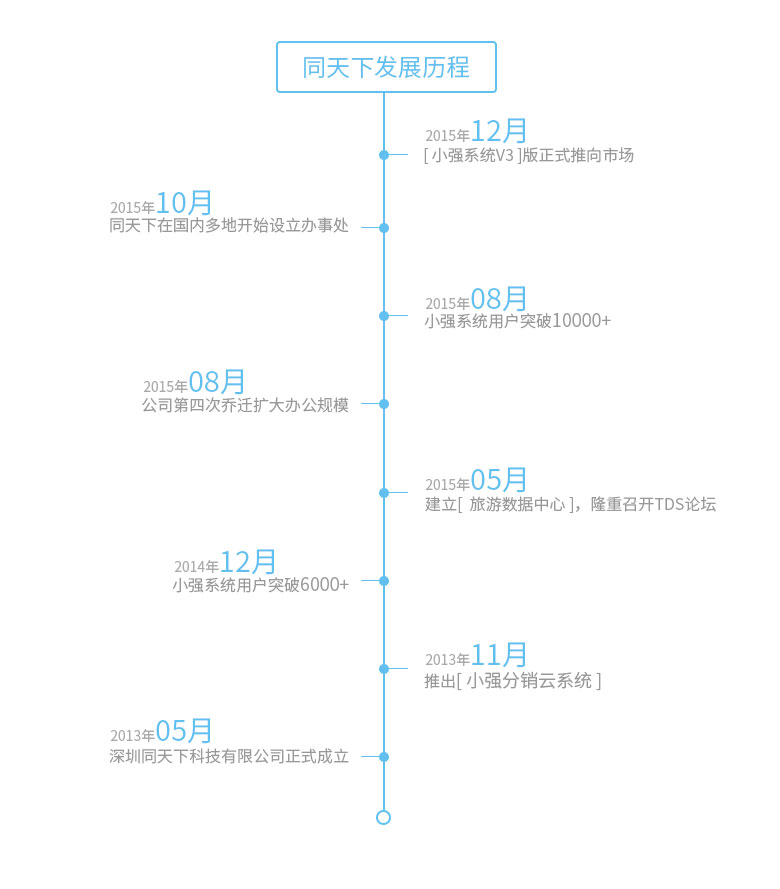 同天下发展历程
2015年12月
[ 小强系统V3 ]版正式推向市场
2015年10月
同天下在国内多地开始设立办事处
2015年08月
小强系统用户突破10000+
2015年08月
公司第四次乔迁扩大办公规模
2015年05月
建立[ 旅游数据中心 ]，隆重召开TDS论坛
2014年12月
小强系统用户突破6000+
2013年11月
推出[ 小强分销云系统 ]
2013年05月
深圳同天下科技有限公司正式成立